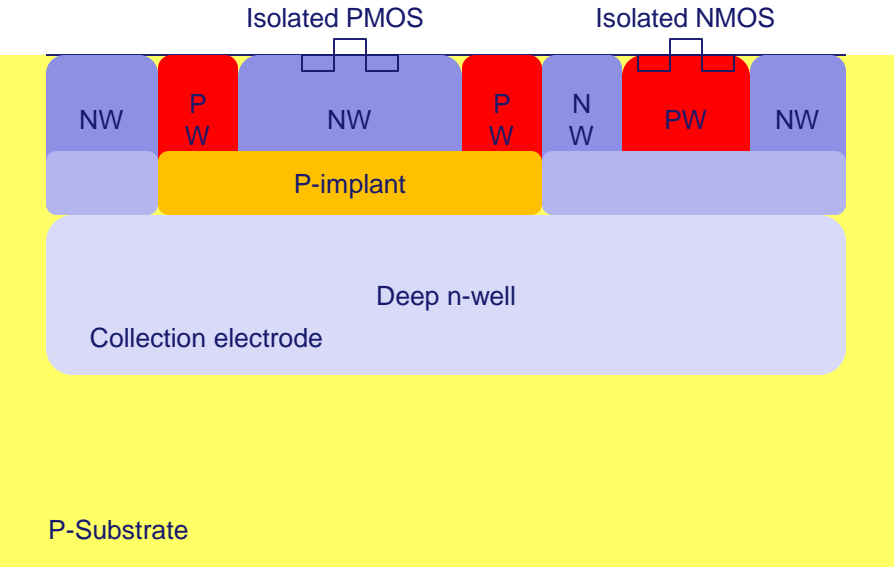 Isolated PMOS
Isolated NMOS
NW
P
W
NW
P
W
N
W
PW
NW
P-implant
Deep n-well
Collection electrode
P-Substrate